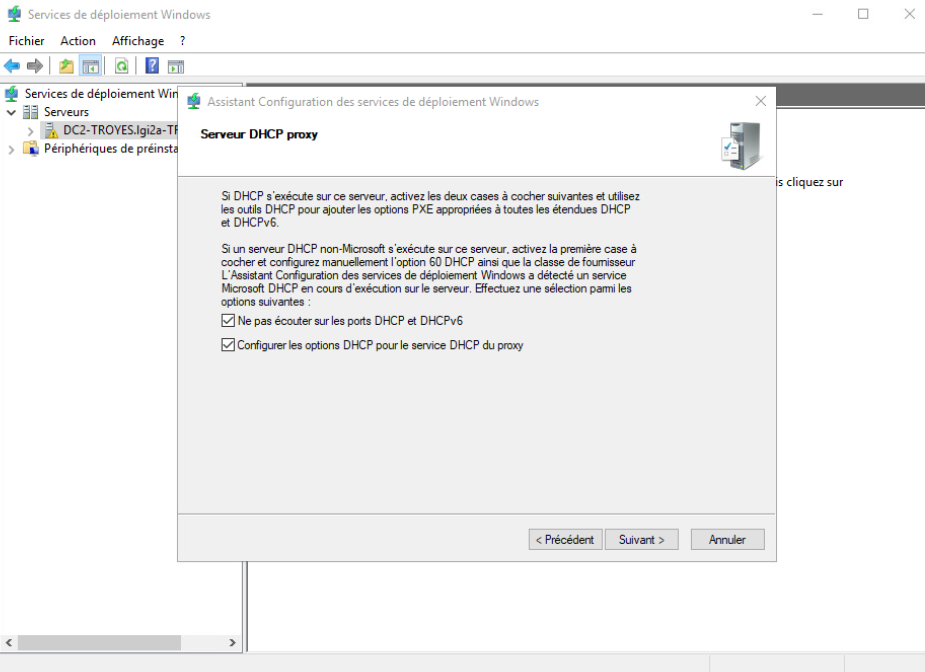 Services de déploiement Windows
Fichier Action Affichage ?
Services de déploiement Win
Serveurs
DC2-TROYES.lgi2a-TF
Périphériques de préinsta
Assistant Configuration des services de déploiement Windows
Serveur DHCP proxy
is cliquez sur
Si DHCP s'exécute sur ce serveur, activez les deux cases à cocher suivantes et utilisez
les outils DHCP pour ajouter les options PXE appropriées à toutes les étendues DHCP
et DHCPv6.
Si un serveur DHCP non-Microsoft s'exécute sur ce serveur, activez la première case à
cocher et configurez manuellement l'option 60 DHCP ainsi que la classe de fournisseur
L'Assistant Configuration des services de déploiement Windows a détecté un service
Microsoft DHCP en cours d'exécution sur le serveur. Effectuez une sélection parmi les
options suivantes :
Ne pas écouter sur les ports DHCP et DHCPv6
Configurer les options DHCP pour le service DHCP du proxy
< Précédent Suivant > Annuler